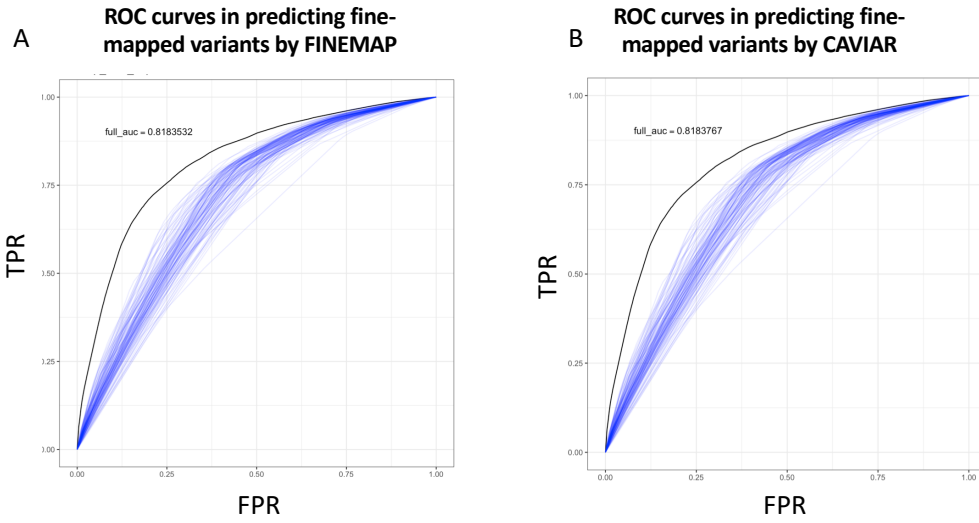 A
ROC curves in predicting fine-
mapped variants by FINEMAP
1.00
full_auc = 0.8183532
0.75
TPR
0.50
0.25
0.00
0.00 0.25 0.50 0.75 1.00
FPR
B
ROC curves in predicting fine-
mapped variants by CAVIAR
1.00
full_auc = 0.8183767
0.75
TPR
0.50
0.25
0.00
0.00 0.25 0.50 0.75 1.00
FPR